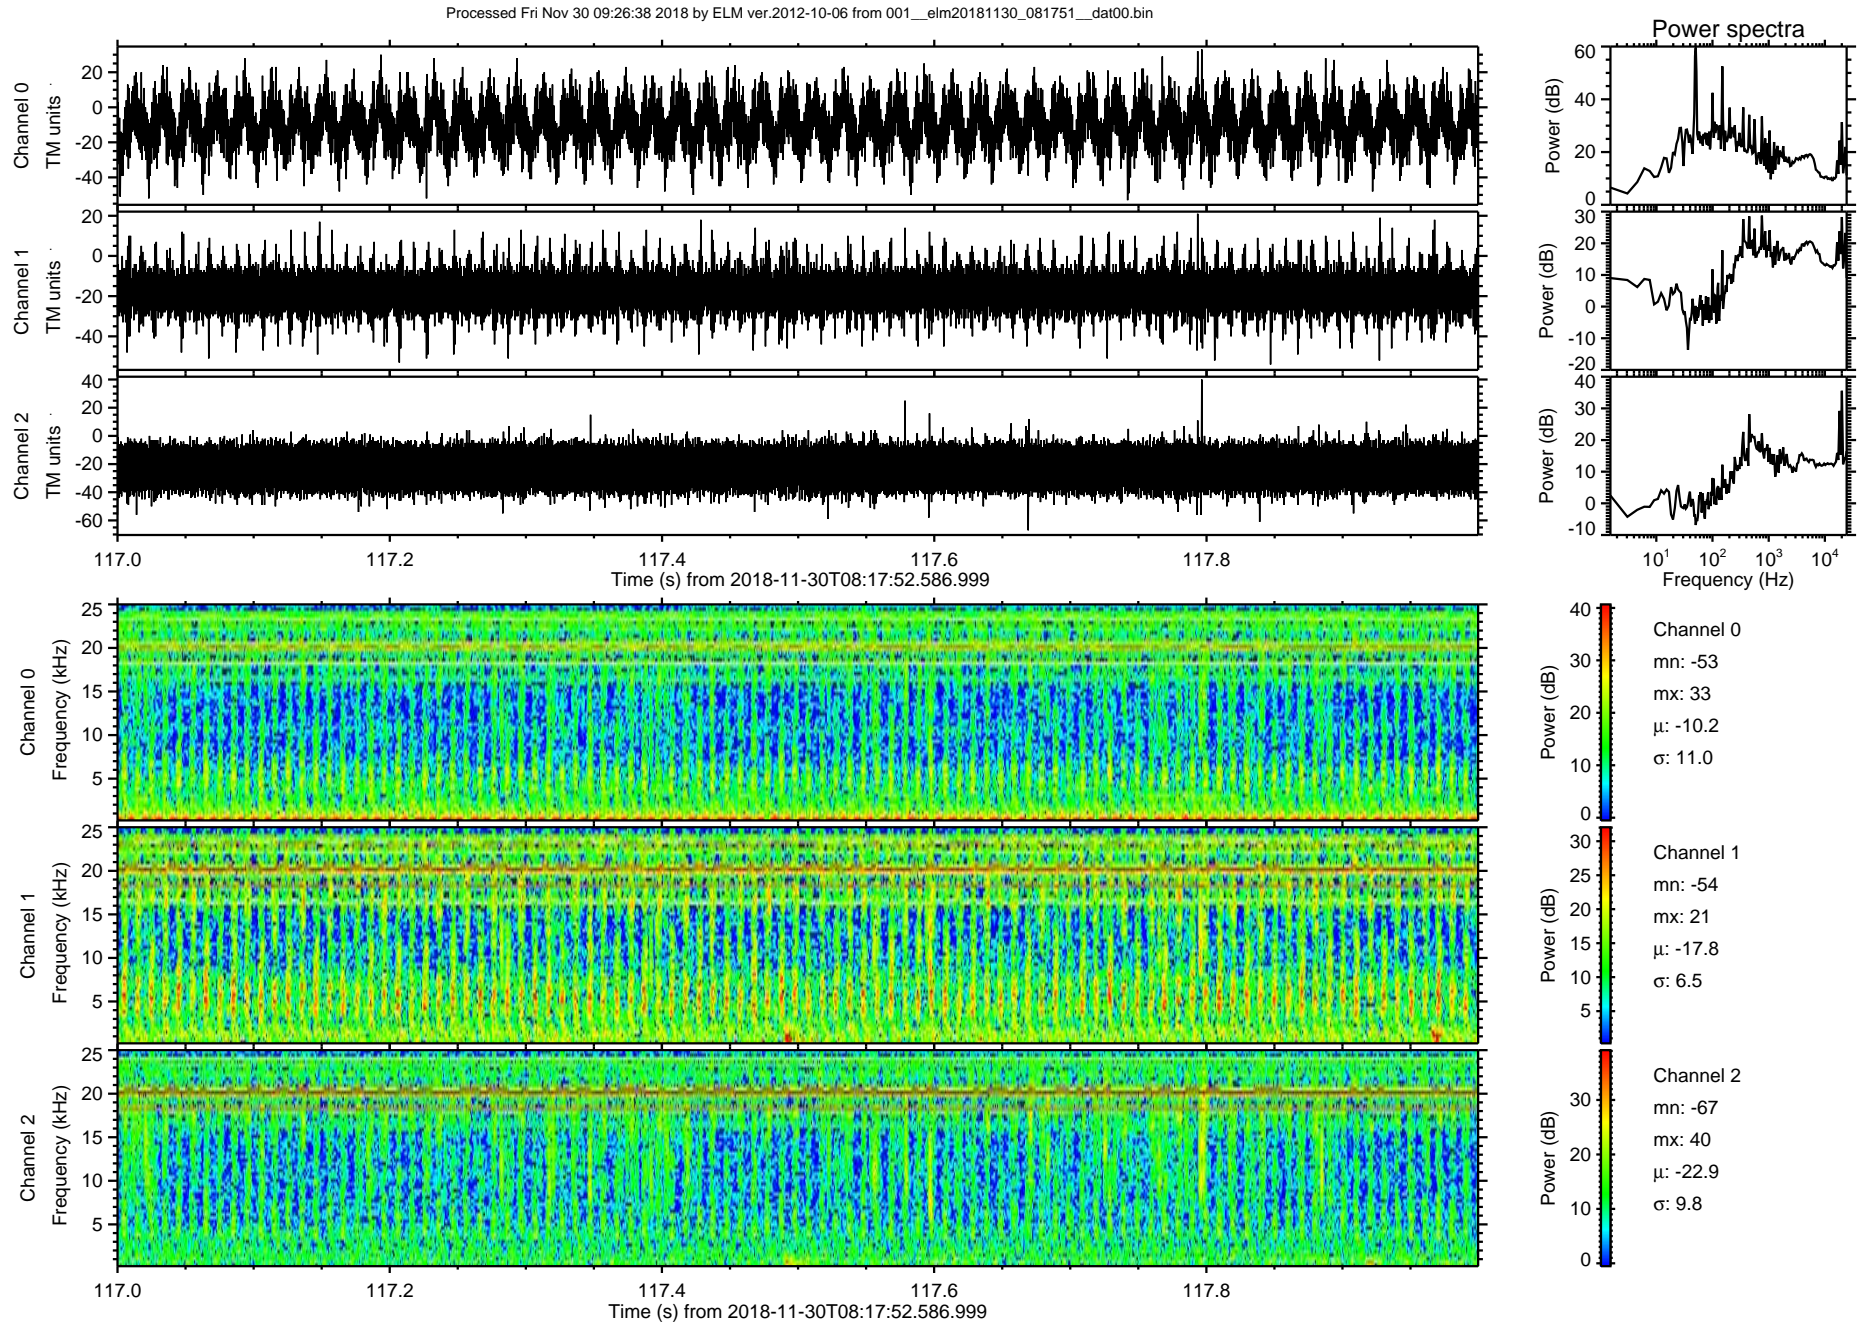 Processed Fri Nov 30 09:26:38 2018 by ELM ver.2012-10-06 from 001__elm20181130_081751__dat00.bin
Power spectra
Channel 0
TM units
20
0
-20
-40
Power (dB)
60
40
20
0
Channel 1
TM units
20
0
-20
-40
Power (dB)
30
20
10
0
-10
-20
Channel 2
TM units
40
20
0
-20
-40
-60
Power (dB)
40
30
20
10
0
-10
117.0 117.2 117.4 117.6 117.8
Time (s) from 2018-11-30T08:17:52.586.999
10¹ 10² 10³ 10⁴
Frequency (Hz)
Channel 0
Frequency (kHz)
25
20
15
10
5
Power (dB)
40
30
20
10
0
Channel 0
mn: -53
mx: 33
μ: -10.2
σ: 11.0
Channel 1
Frequency (kHz)
25
20
15
10
5
Power (dB)
30
25
20
15
10
5
Channel 1
mn: -54
mx: 21
μ: -17.8
σ: 6.5
Channel 2
Frequency (kHz)
25
20
15
10
5
Power (dB)
30
20
10
0
Channel 2
mn: -67
mx: 40
μ: -22.9
σ: 9.8
117.0 117.2 117.4 117.6 117.8
Time (s) from 2018-11-30T08:17:52.586.999